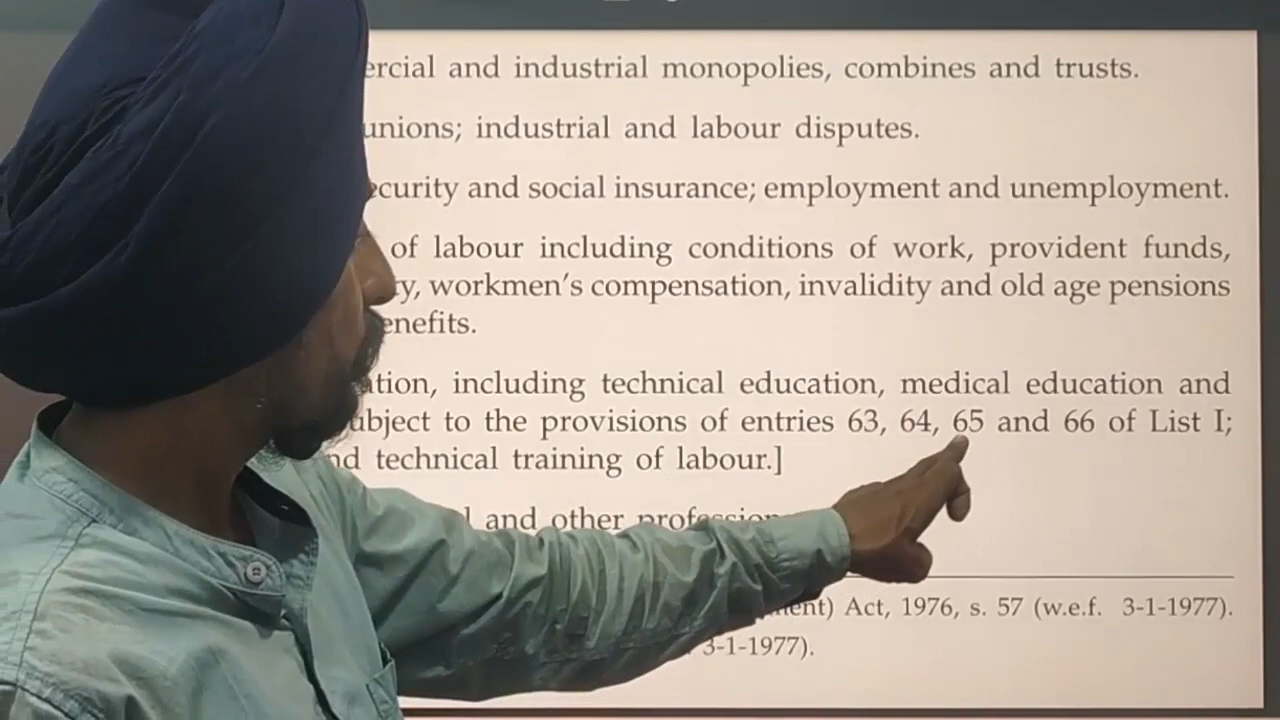 ercial and industrial monopolies, combines and trusts.
unions; industrial and labour disputes.
ecurity and social insurance; employment and unemployment.
of labour including conditions of work, provident funds,
ty, workmen's compensation, invalidity and old age pensions
enefits.
ation, including technical education, medical education and
ubject to the provisions of entries 63, 64, 65 and 66 of List I;
nd technical training of labour.]
l and other profession
ment) Act, 1976, s. 57 (w.e.f. 3-1-1977).
3-1-1977).